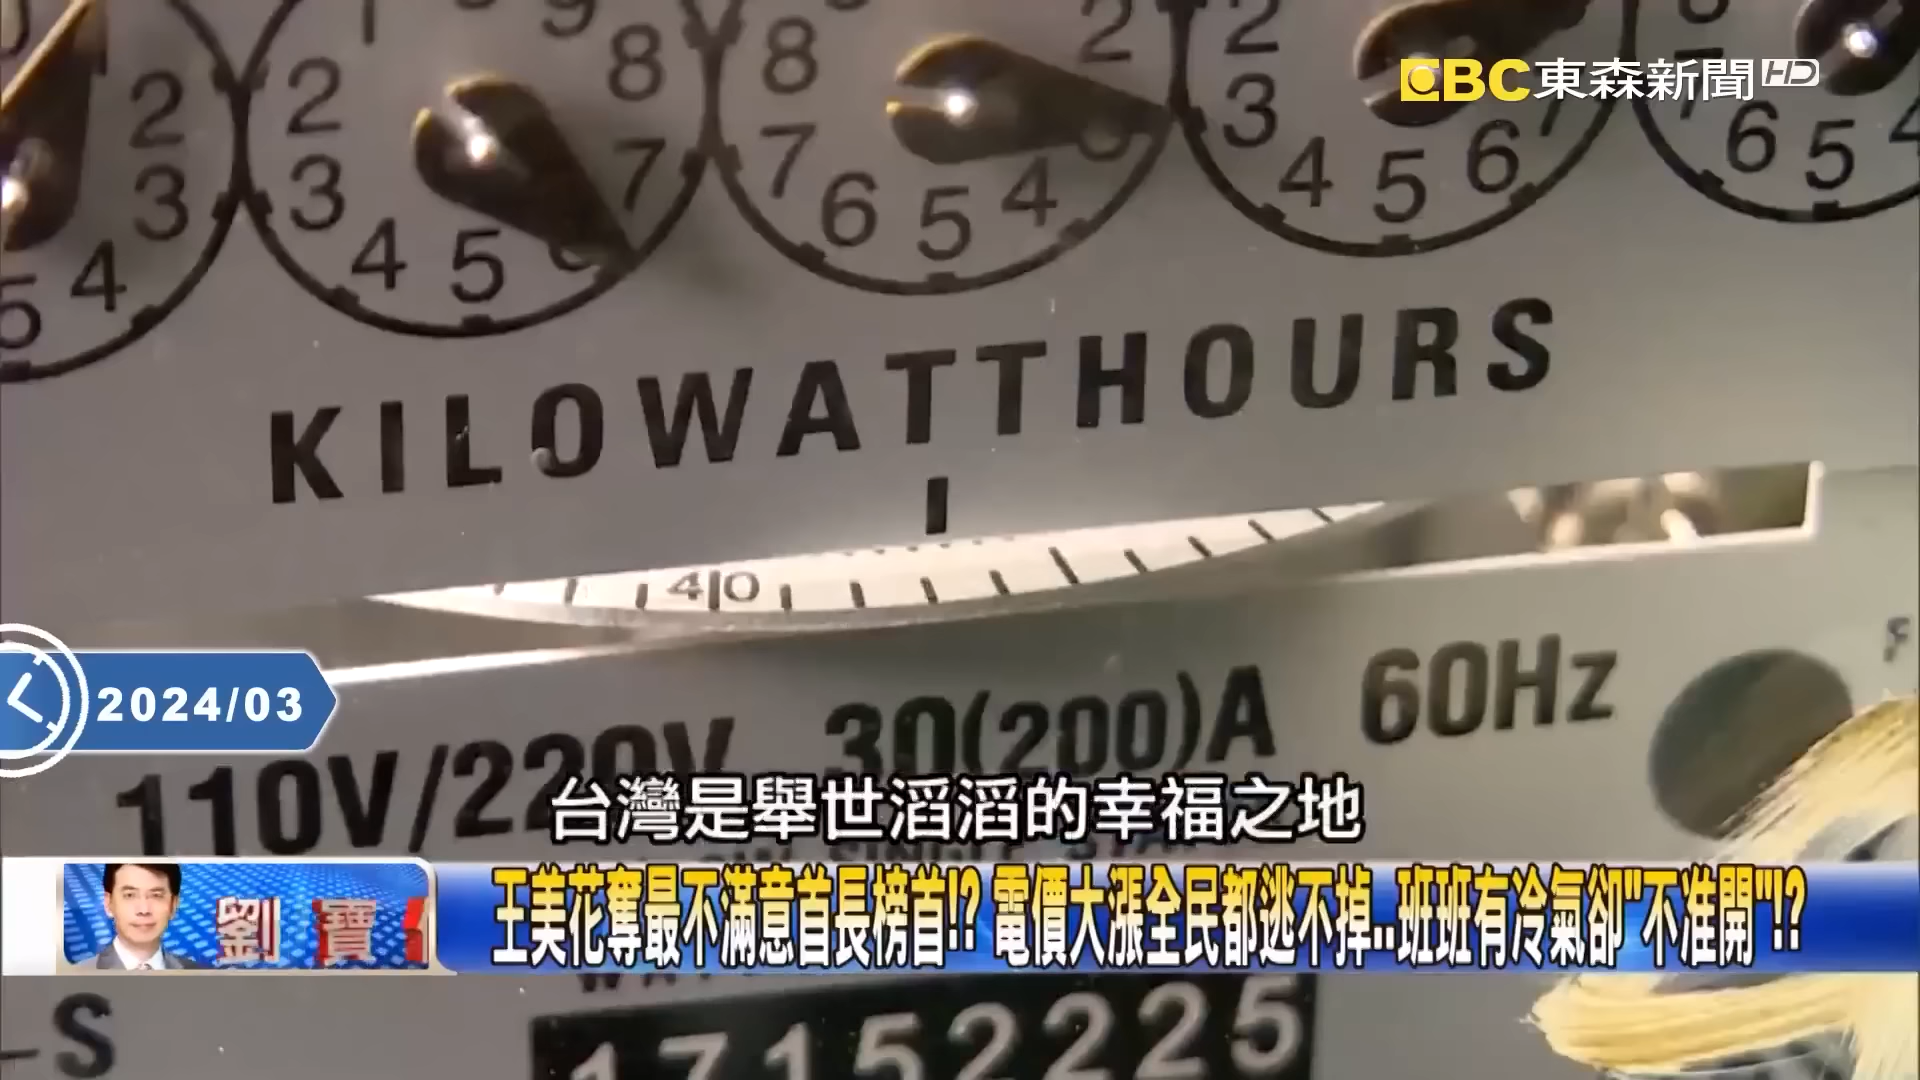 EBC東森新聞HD
KILOWATTHOURS
40
2024/03
110V/220V 30(200)A 60Hz
台灣是舉世滔滔的幸福之地
劉寶
王美花奪最不滿意首長榜首!? 電價大漲全民都逃不掉..班班有冷氣卻"不准開"!?
17152225